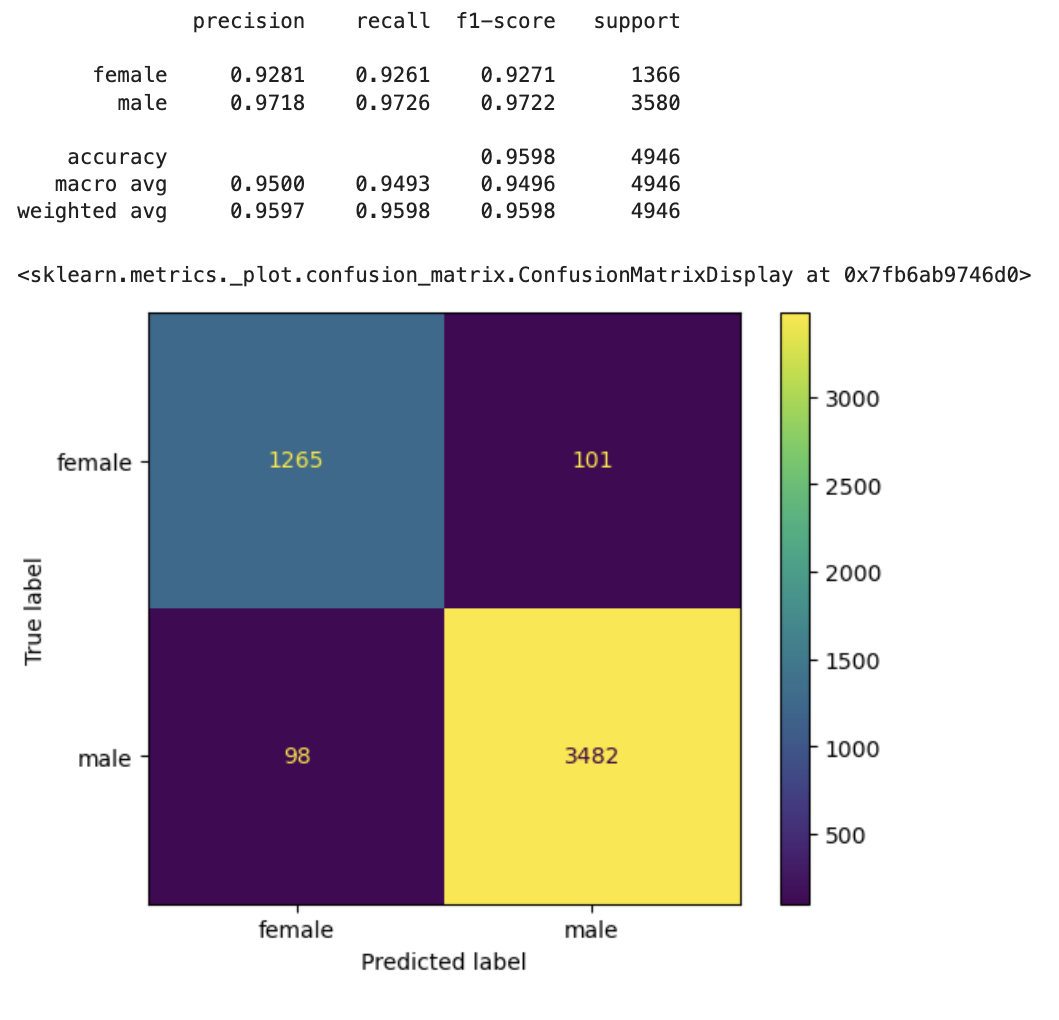 precision recall f1-score support
female 0.9281 0.9261 0.9271 1366
male 0.9718 0.9726 0.9722 3580
accuracy 0.9598 4946
macro avg 0.9500 0.9493 0.9496 4946
weighted avg 0.9597 0.9598 0.9598 4946
<sklearn.metrics._plot.confusion_matrix.ConfusionMatrixDisplay at 0x7fb6ab9746d0>
female 1265 101
male 98 3482
female male
Predicted label
True label
3000
2500
2000
1500
1000
500